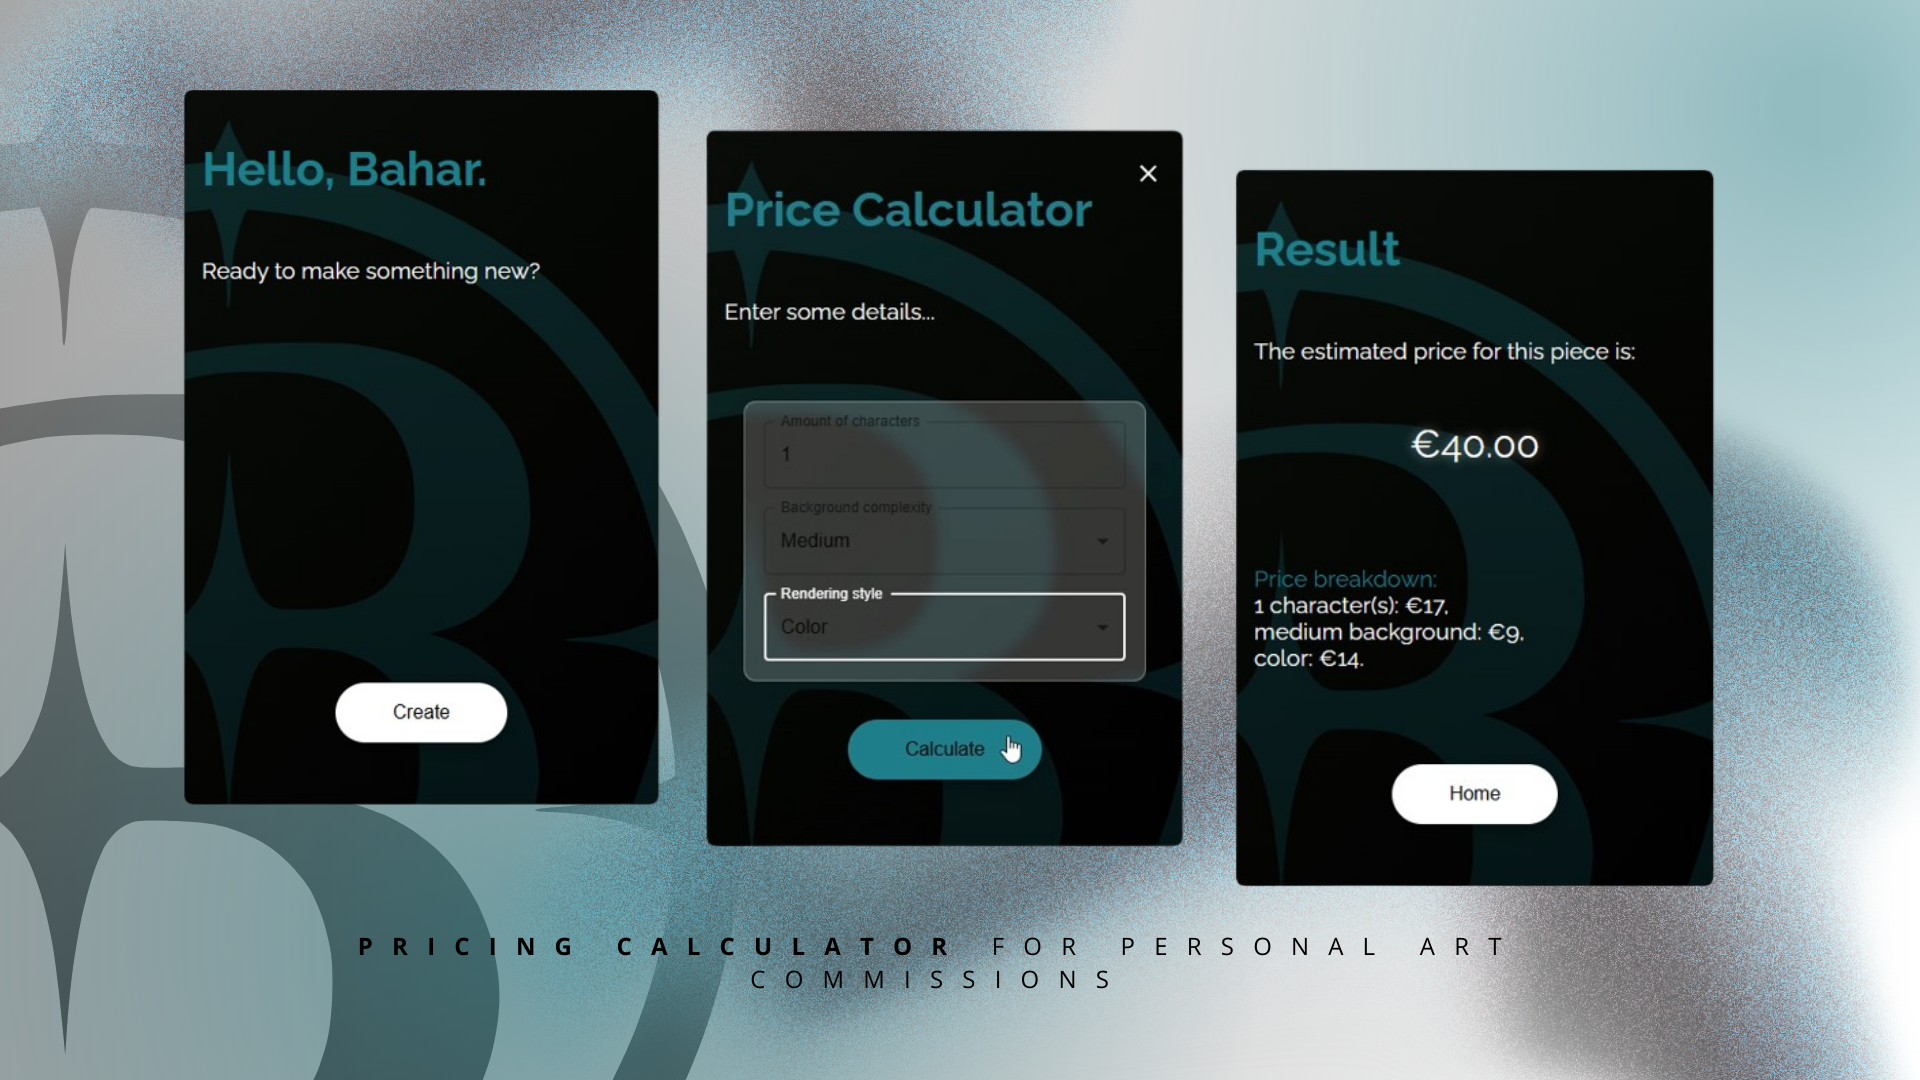 Hello, Bahar.
Ready to make something new?
Create
Price Calculator
Enter some details...
Amount of characters
1
Background complexity
Medium
Rendering style
Color
Calculate
Result
The estimated price for this piece is:
€40.00
Price breakdown:
1 character(s): €17,
medium background: €9,
color: €14.
Home
PRICING CALCULATOR FOR PERSONAL ART
COMMISSIONS